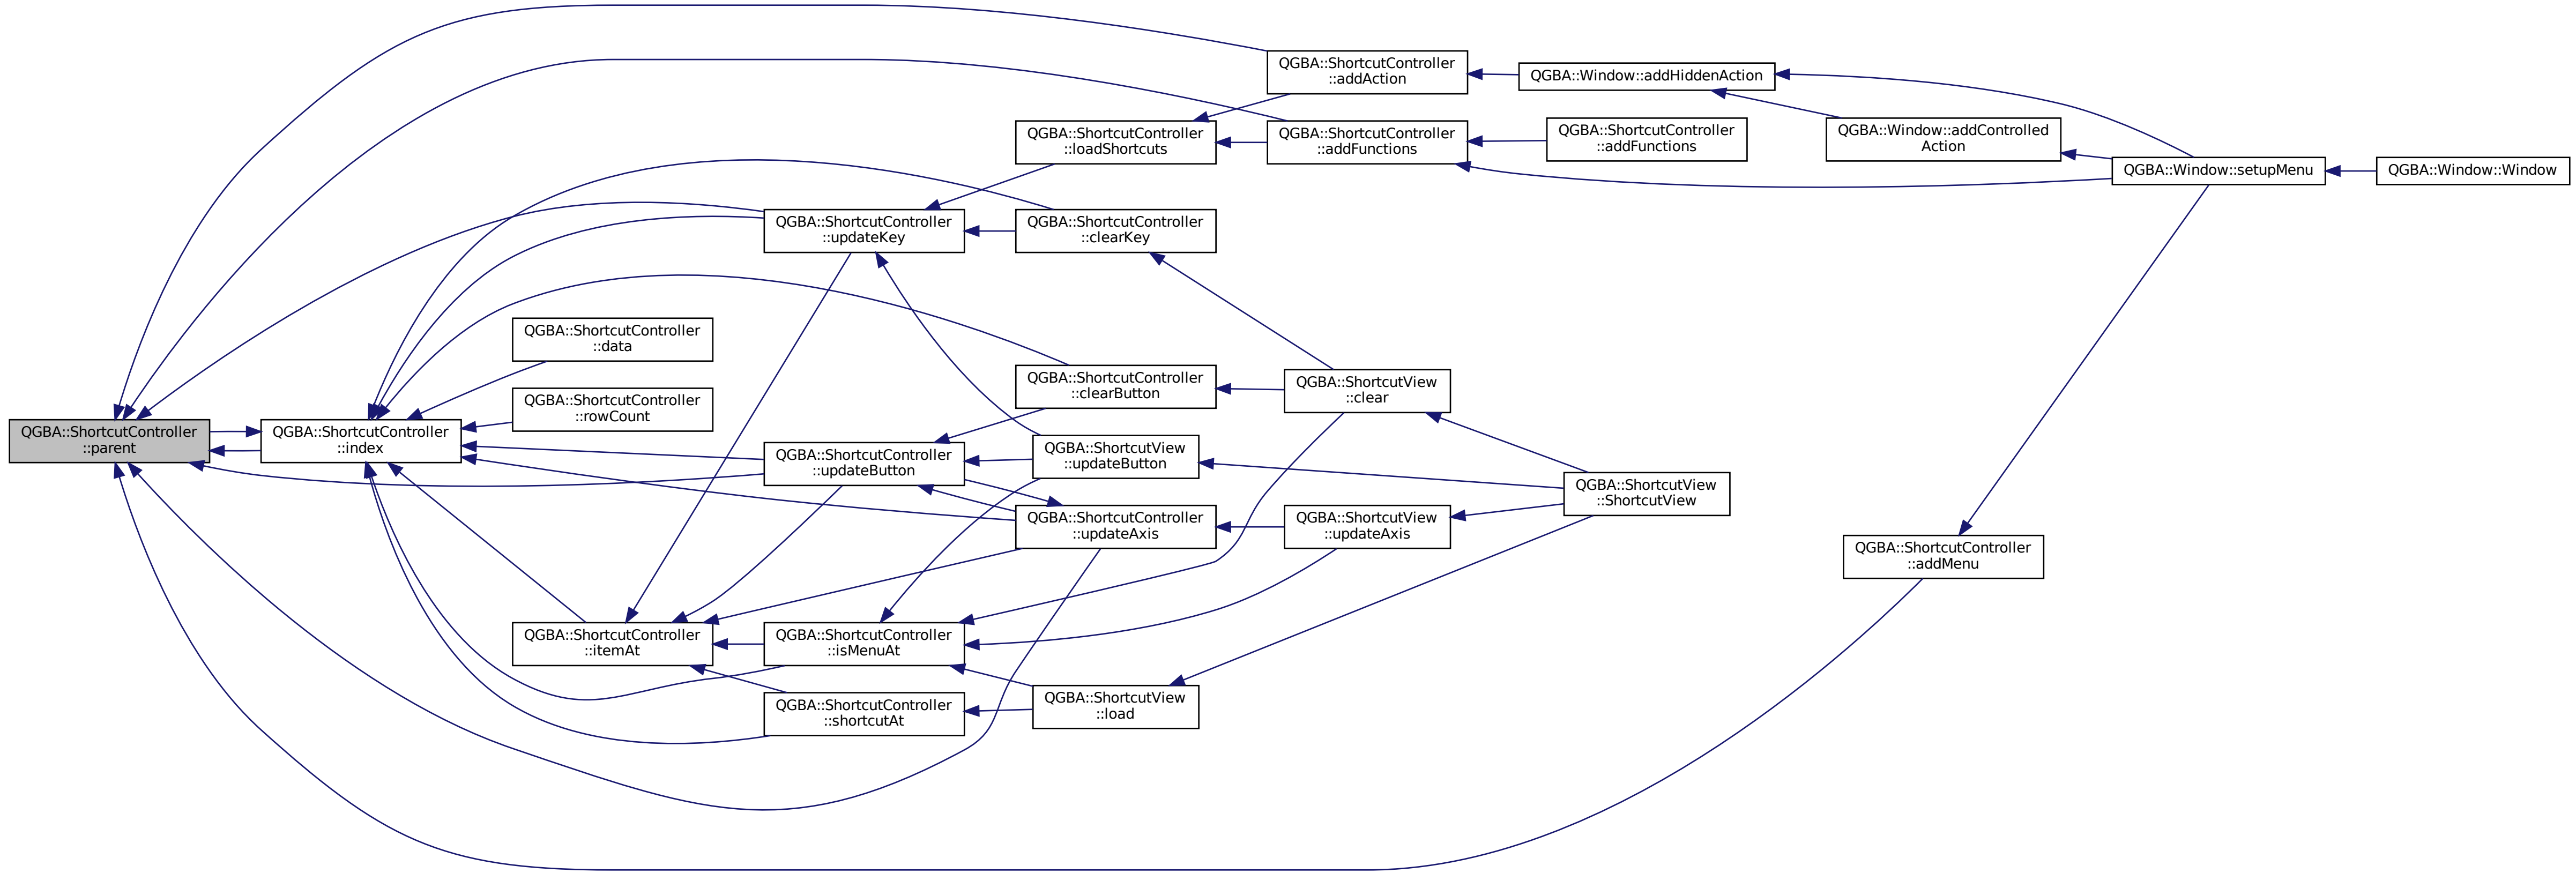 QGBA::ShortcutController
::parent
QGBA::ShortcutController
::index
QGBA::ShortcutController
::data
QGBA::ShortcutController
::rowCount
QGBA::ShortcutController
::itemAt
QGBA::ShortcutController
::updateKey
QGBA::ShortcutController
::updateButton
QGBA::ShortcutController
::isMenuAt
QGBA::ShortcutController
::shortcutAt
QGBA::ShortcutController
::loadShortcuts
QGBA::ShortcutController
::clearKey
QGBA::ShortcutController
::clearButton
QGBA::ShortcutView
::updateButton
QGBA::ShortcutController
::updateAxis
QGBA::ShortcutView
::load
QGBA::ShortcutController
::addAction
QGBA::ShortcutController
::addFunctions
QGBA::ShortcutView
::clear
QGBA::ShortcutView
::updateAxis
QGBA::Window::addHiddenAction
QGBA::ShortcutController
::addFunctions
QGBA::ShortcutView
::ShortcutView
QGBA::Window::addControlled
Action
QGBA::ShortcutController
::addMenu
QGBA::Window::setupMenu
QGBA::Window::Window